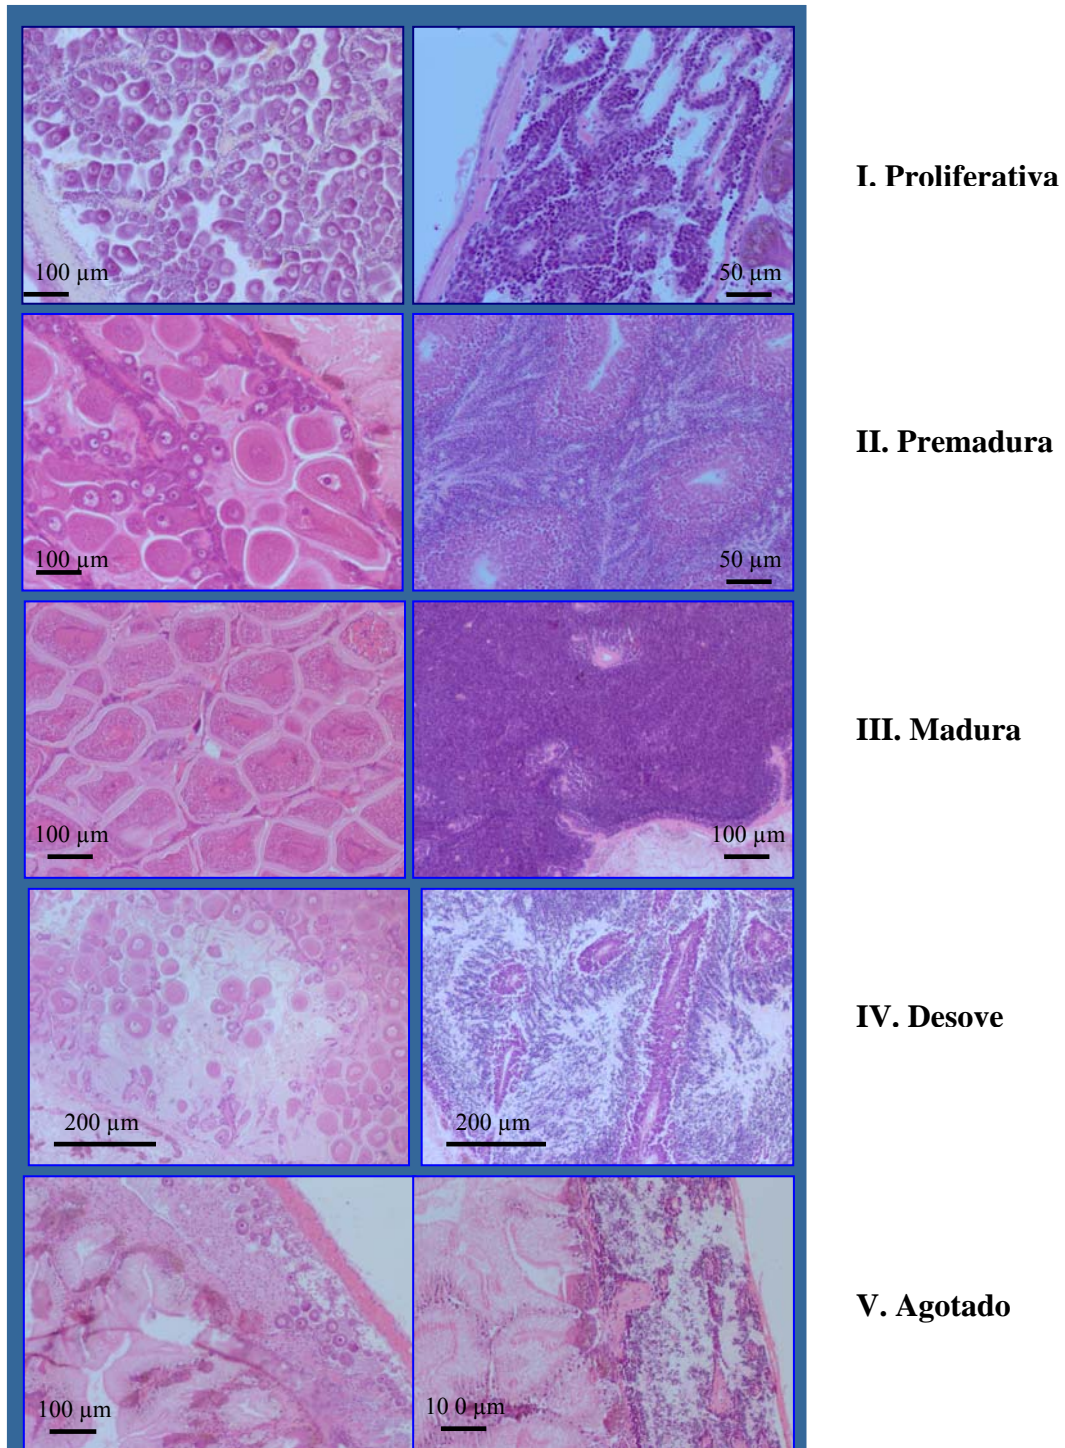 100 µm
50 µm
I. Proliferativa
100 µm
50 µm
II. Premadura
100 µm
100 µm
III. Madura
200 µm
200 µm
IV. Desove
100 µm
10 0 µm
V. Agotado